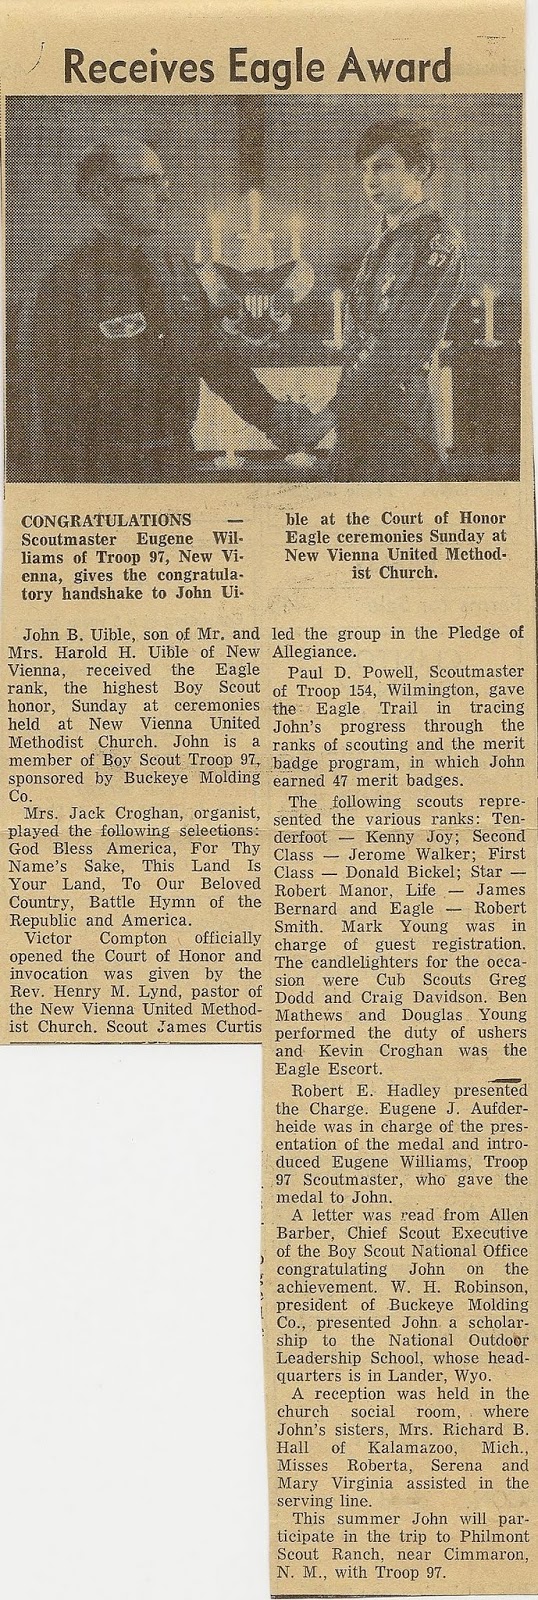 Receives Eagle Award
97
CONGRATULATIONS —
Scoutmaster Eugene Wil-
liams of Troop 97, New Vi-
enna, gives the congratula-
tory handshake to John Ui-
ble at the Court of Honor
Eagle ceremonies Sunday at
New Vienna United Method-
ist Church.
John B. Uible, son of Mr. and
Mrs. Harold H. Uible of New
Vienna, received the Eagle
rank, the highest Boy Scout
honor, Sunday at ceremonies
held at New Vienna United
Methodist Church. John is a
member of Boy Scout Troop 97,
sponsored by Buckeye Molding
Co.
Mrs. Jack Croghan, organist,
played the following selections:
God Bless America, For Thy
Name's Sake, This Land Is
Your Land, To Our Beloved
Country, Battle Hymn of the
Republic and America.
Victor Compton officially
opened the Court of Honor and
invocation was given by the
Rev. Henry M. Lynd, pastor of
the New Vienna United Method-
ist Church. Scout James Curtis
led the group in the Pledge of
Allegiance.
Paul D. Powell, Scoutmaster
of Troop 154, Wilmington, gave
the Eagle Trail in tracing
John's progress through the
ranks of scouting and the merit
badge program, in which John
earned 47 merit badges.
The following scouts repre-
sented the various ranks: Ten-
derfoot — Kenny Joy; Second
Class — Jerome Walker; First
Class — Donald Bickel; Star —
Robert Manor, Life — James
Bernard and Eagle — Robert
Smith. Mark Young was in
charge of guest registration.
The candlelighters for the occa-
sion were Cub Scouts Greg
Dodd and Craig Davidson. Ben
Mathews and Douglas Young
performed the duty of ushers
and Kevin Croghan was the
Eagle Escort.
Robert E. Hadley presented
the Charge. Eugene J. Aufder-
heide was in charge of the pres-
entation of the medal and intro-
duced Eugene Williams, Troop
97 Scoutmaster, who gave the
medal to John.
A letter was read from Allen
Barber, Chief Scout Executive
of the Boy Scout National Office
congratulating John on the
achievement. W. H. Robinson,
president of Buckeye Molding
Co., presented John a scholar-
ship to the National Outdoor
Leadership School, whose head-
quarters is in Lander, Wyo.
A reception was held in the
church social room, where
John's sisters, Mrs. Richard B.
Hall of Kalamazoo, Mich.,
Misses Roberta, Serena and
Mary Virginia assisted in the
serving line.
This summer John will par-
ticipate in the trip to Philmont
Scout Ranch, near Cimmaron,
N. M., with Troop 97.